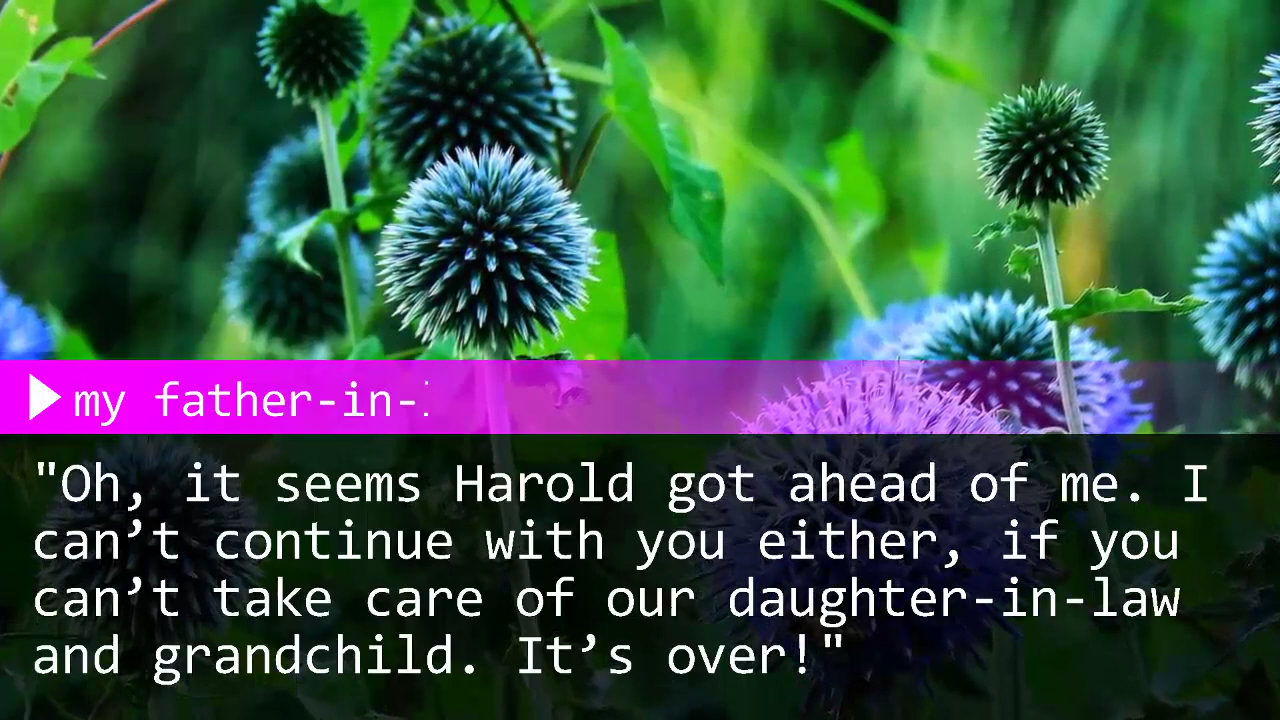 my father-in-
"Oh, it seems Harold got ahead of me. I
can’t continue with you either, if you
can’t take care of our daughter-in-law
and grandchild. It’s over!"